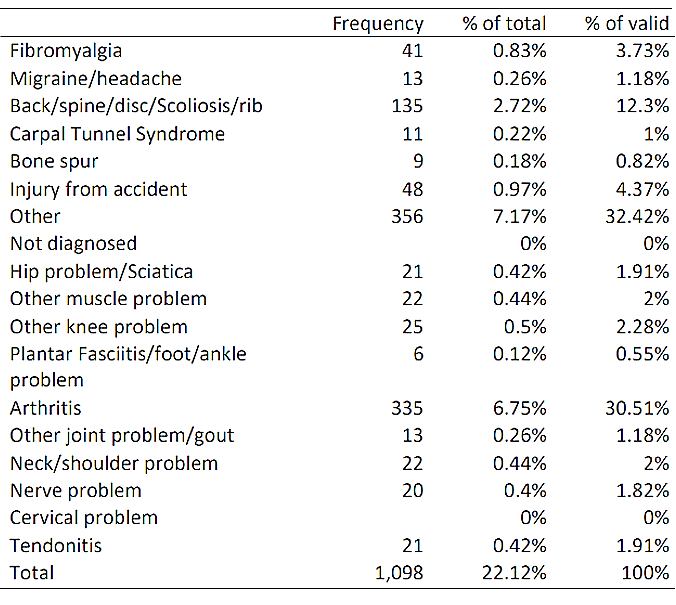 Frequency % of total % of valid
Fibromyalgia 41 0.83% 3.73%
Migraine/headache 13 0.26% 1.18%
Back/spine/disc/Scoliosis/rib 135 2.72% 12.3%
Carpal Tunnel Syndrome 11 0.22% 1%
Bone spur 9 0.18% 0.82%
Injury from accident 48 0.97% 4.37%
Other 356 7.17% 32.42%
Not diagnosed 0% 0%
Hip problem/Sciatica 21 0.42% 1.91%
Other muscle problem 22 0.44% 2%
Other knee problem 25 0.5% 2.28%
Plantar Fasciitis/foot/ankle 6 0.12% 0.55%
problem
Arthritis 335 6.75% 30.51%
Other joint problem/gout 13 0.26% 1.18%
Neck/shoulder problem 22 0.44% 2%
Nerve problem 20 0.4% 1.82%
Cervical problem 0% 0%
Tendonitis 21 0.42% 1.91%
Total 1,098 22.12% 100%